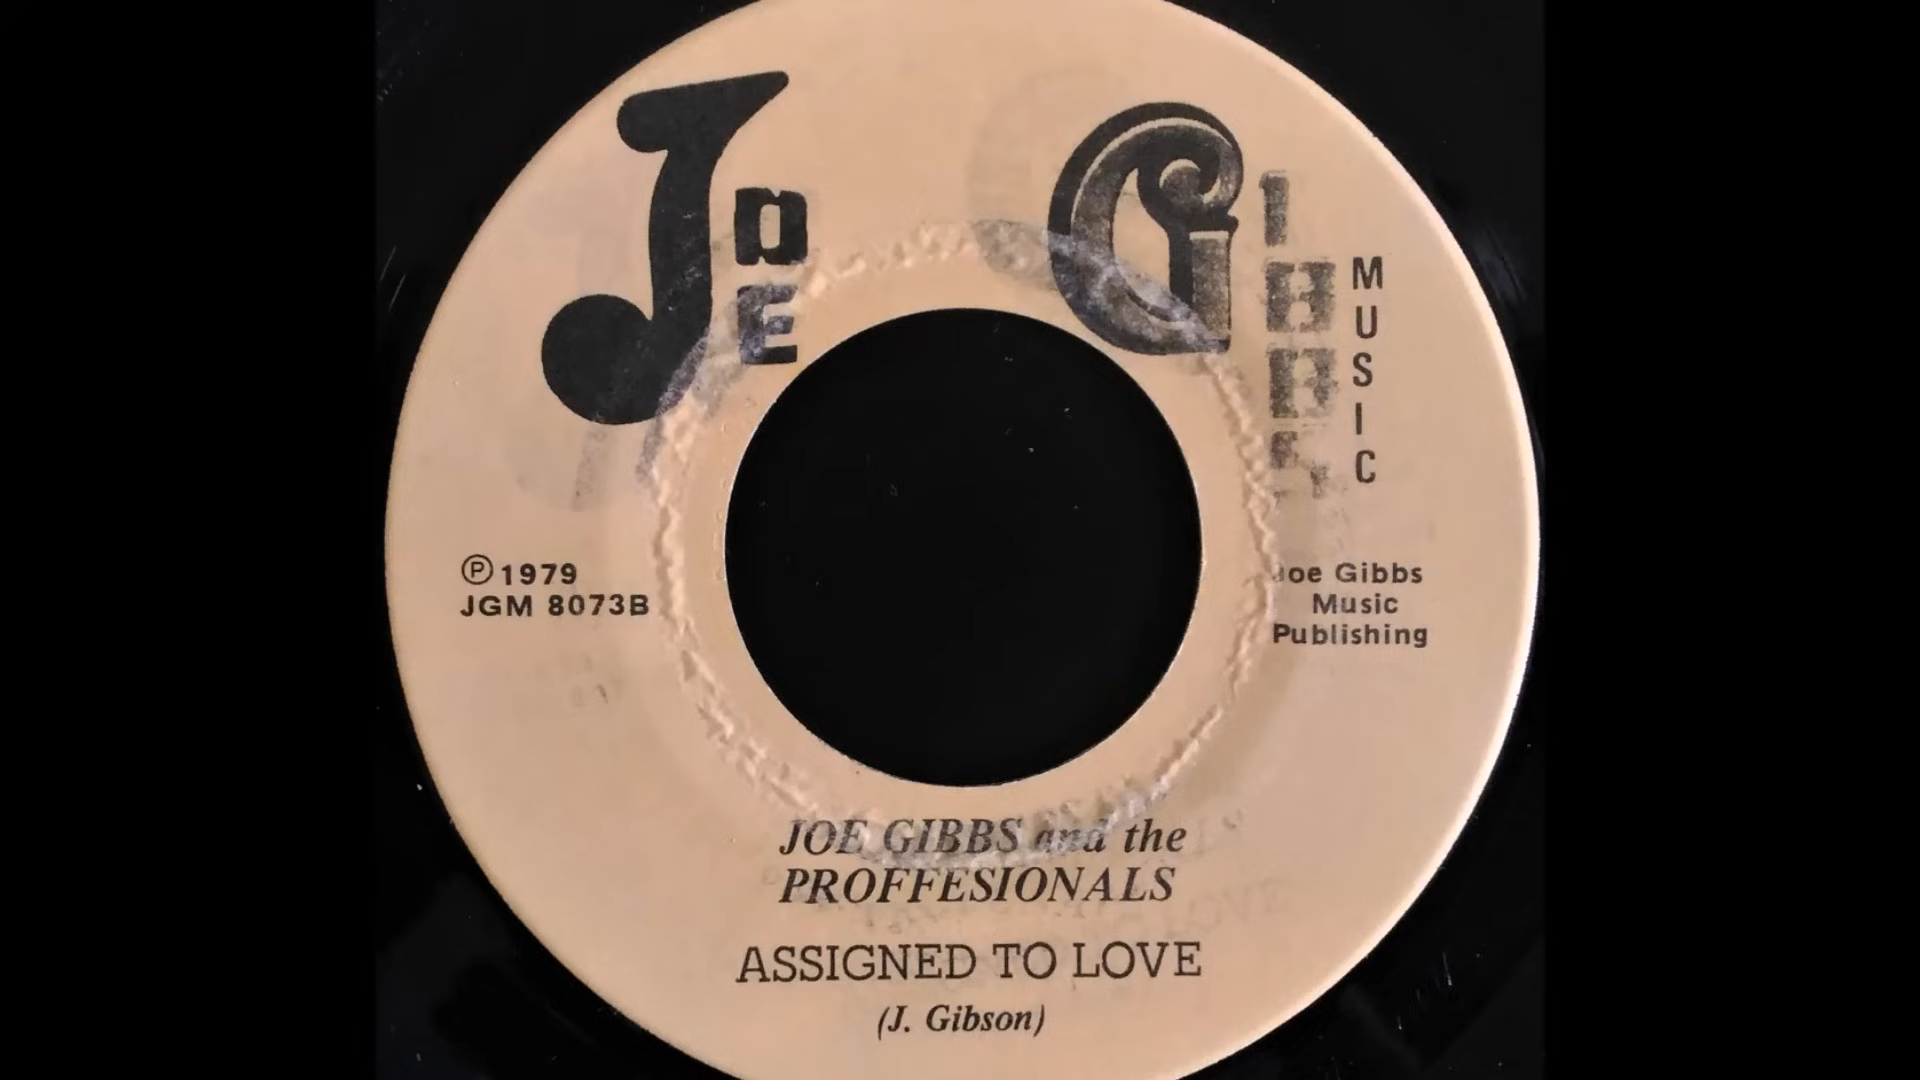 JOE GIBBS
MUSIC
℗ 1979
JGM 8073B
Joe Gibbs
Music
Publishing
JOE GIBBS and the
PROFFESIONALS
ASSIGNED TO LOVE
(J. Gibson)